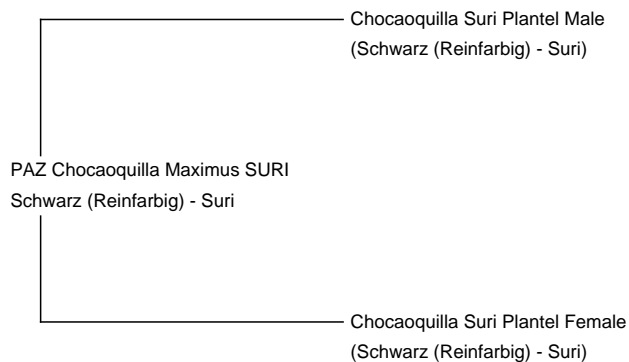 Chocaoquilla Suri Plantel Male
(Schwarz (Reinfarbig) - Suri)
PAZ Chocaoquilla Maximus SURI
Schwarz (Reinfarbig) - Suri
Chocaoquilla Suri Plantel Female
(Schwarz (Reinfarbig) - Suri)